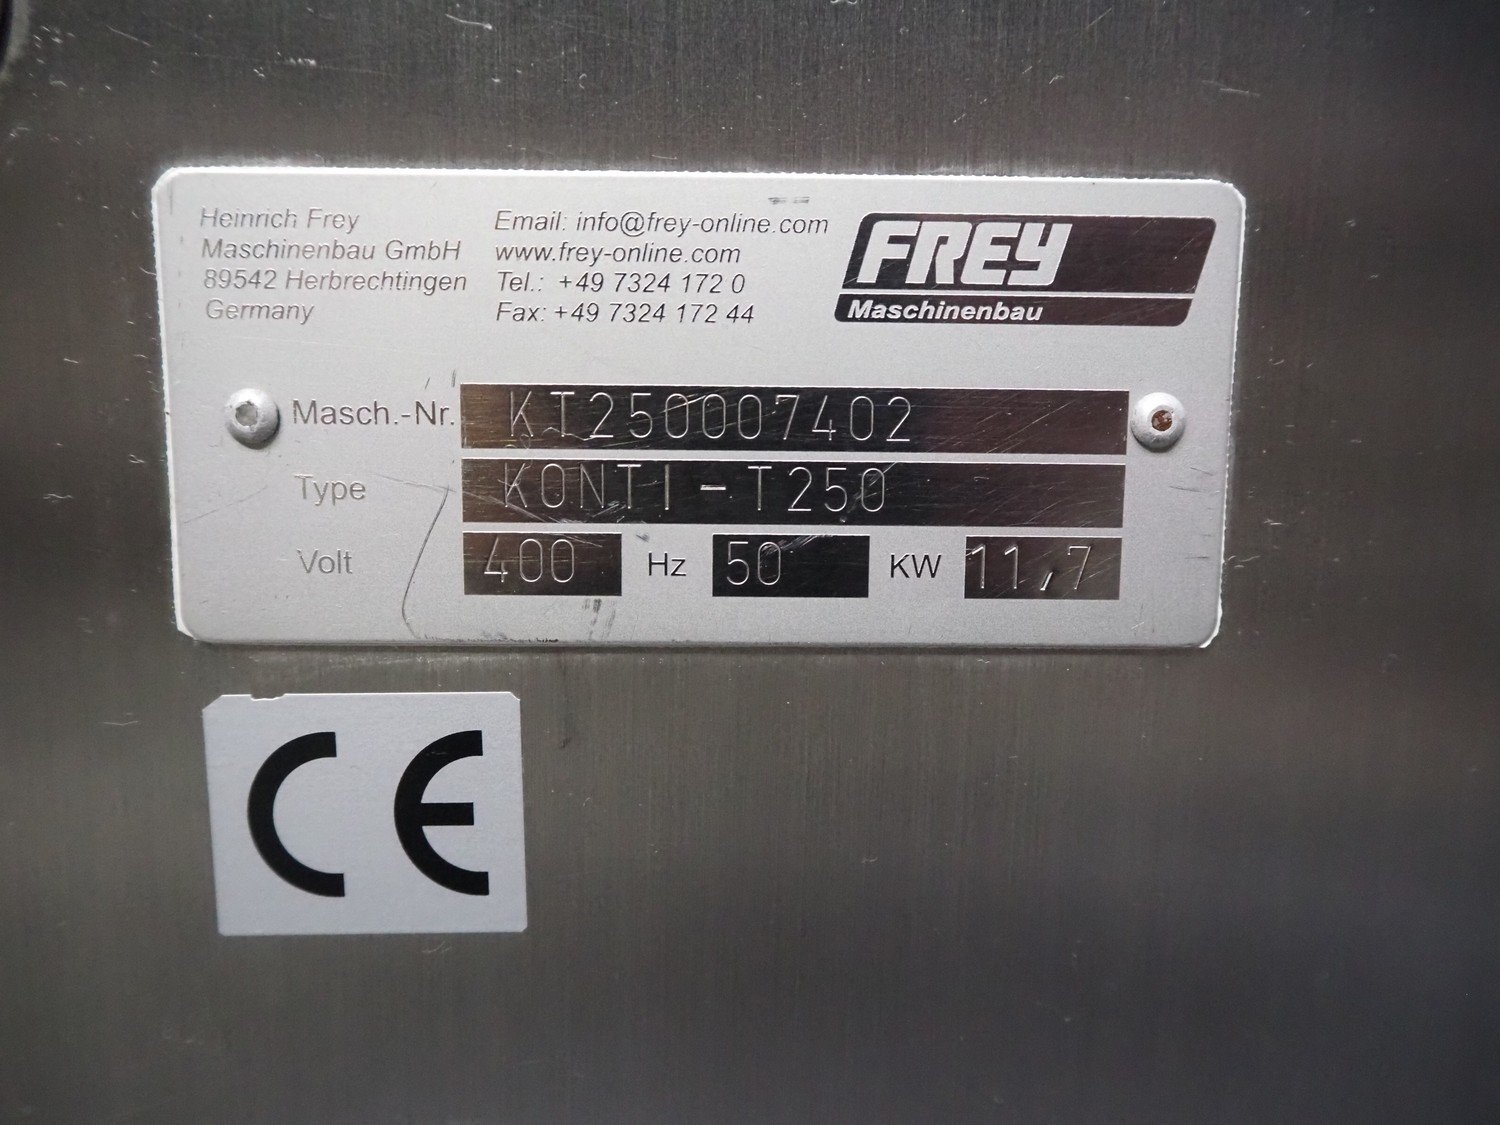 Heinrich Frey
Maschinenbau GmbH
89542 Herbrechtingen
Germany
Email: info@frey-online.com
www.frey-online.com
Tel.: +49 7324 172 0
Fax: +49 7324 172 44
FREY
Maschinenbau
Masch.-Nr. KT250007402
Type KONTI-T250
Volt 400 Hz 50 KW 11,7
CE